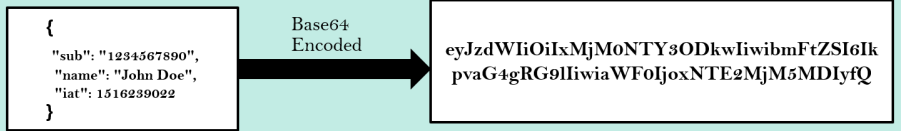 {
"sub": "1234567890",
"name": "John Doe",
"iat": 1516239022
}
Base64
Encoded
eyJzdWIiOiIxMjM0NTY3ODkwIiwibmFtZSI6Ik
pvaG4gRG9lIiwiaWF0IjoxNTE2MjM5MDIyfQ